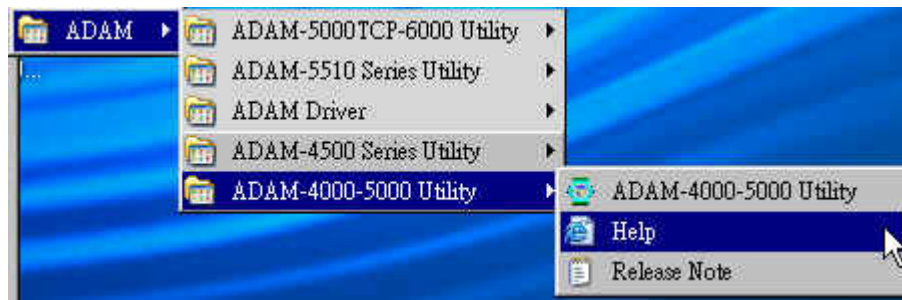 ADAM
ADAM-5000TCP-6000 Utility
ADAM-5510 Series Utility
ADAM Driver
ADAM-4500 Series Utility
ADAM-4000-5000 Utility
ADAM-4000-5000 Utility
Help
Release Note